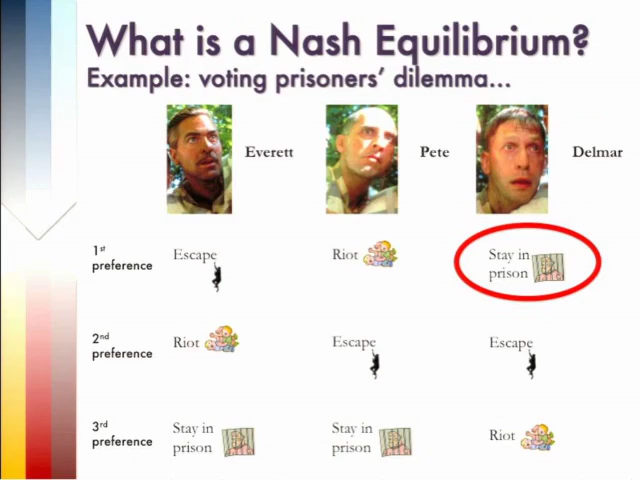 What is a Nash Equilibrium?
Example: voting prisoners' dilemma...
Everett
Pete
Delmar
1st
preference
Escape
Riot
Stay in
prison
2nd
preference
Riot
Escape
Escape
3rd
preference
Stay in
prison
Stay in
prison
Riot